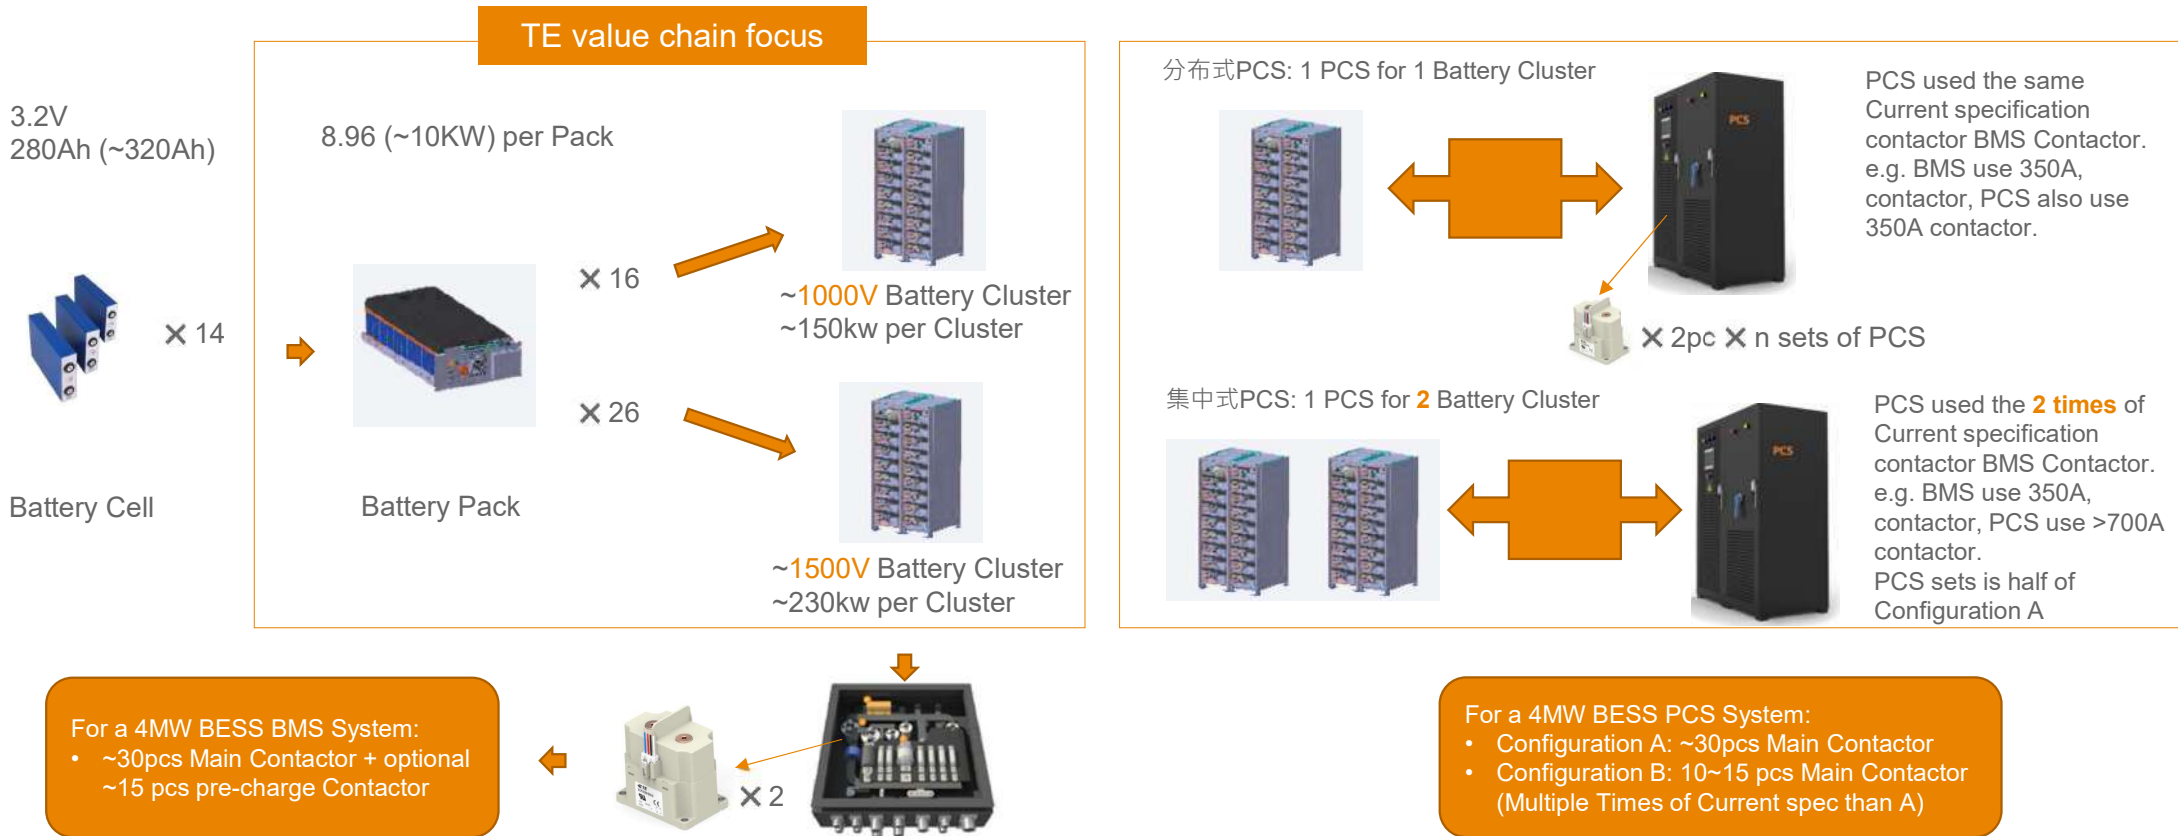 TE value chain focus
3.2V
280Ah (~320Ah)
× 14
Battery Cell
8.96 (~10KW) per Pack
Battery Pack
× 16
× 26
~1000V Battery Cluster
~150kw per Cluster
~1500V Battery Cluster
~230kw per Cluster
分布式PCS: 1 PCS for 1 Battery Cluster
PCS
PCS used the same
Current specification
contactor BMS Contactor.
e.g. BMS use 350A,
contactor, PCS also use
350A contactor.
× 2pc × n sets of PCS
集中式PCS: 1 PCS for 2 Battery Cluster
PCS
PCS used the 2 times of
Current specification
contactor BMS Contactor.
e.g. BMS use 350A,
contactor, PCS use >700A
contactor.
PCS sets is half of
Configuration A
For a 4MW BESS BMS System:
• ~30pcs Main Contactor + optional
~15 pcs pre-charge Contactor
× 2
For a 4MW BESS PCS System:
• Configuration A: ~30pcs Main Contactor
• Configuration B: 10~15 pcs Main Contactor
(Multiple Times of Current spec than A)